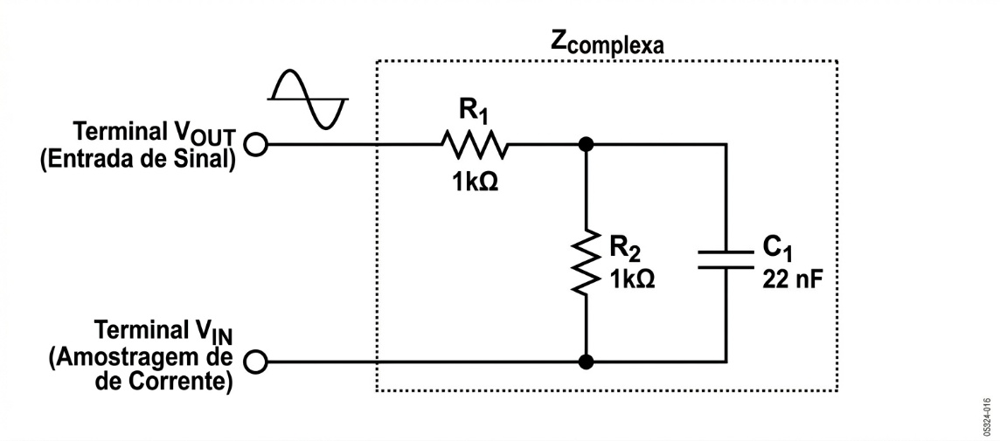 Zcomplexa
R1
Terminal VOUT
(Entrada de Sinal)
1kΩ
R2
1kΩ
C1
22 nF
Terminal VIN
(Amostragem de
de Corrente)
05324-016